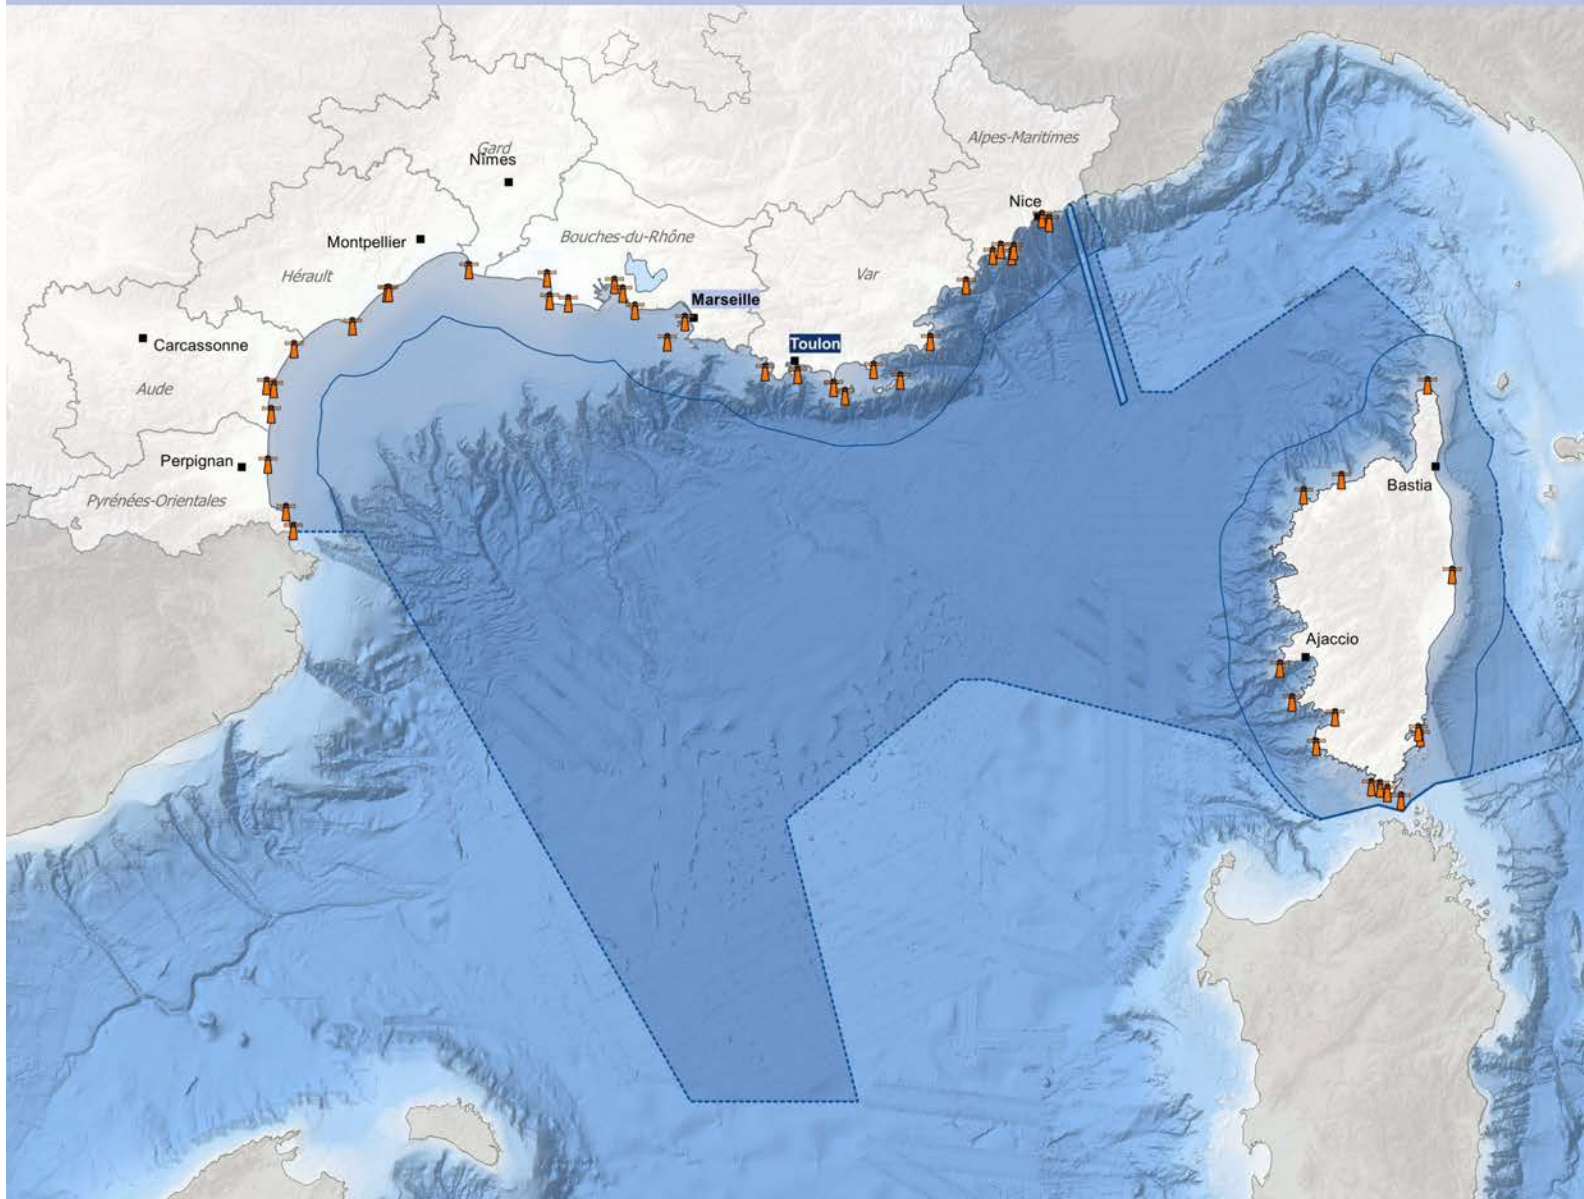 Alpes-Maritimes
Gard
Nîmes
Nice
Montpellier
Bouches-du-Rhône
Hérault
Var
Marseille
Carcassonne
Toulon
Aude
Perpignan
Bastia
Pyrénées-Orientales
Ajaccio